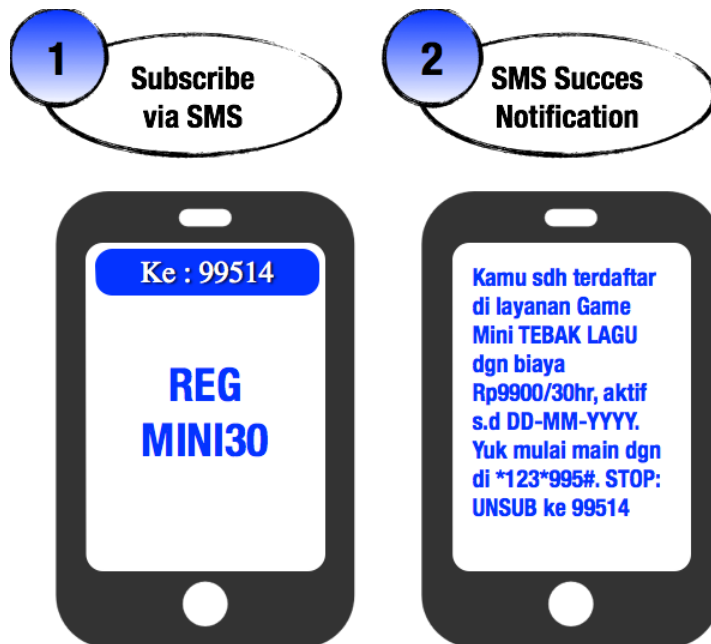 1
Subscribe
via SMS
2
SMS Succes
Notification
Ke : 99514
REG
MINI30
Kamu sdh terdaftar
di layanan Game
Mini TEBAK LAGU
dgn biaya
Rp9900/30hr, aktif
s.d DD-MM-YYYY.
Yuk mulai main dgn
di *123*995#. STOP:
UNSUB ke 99514